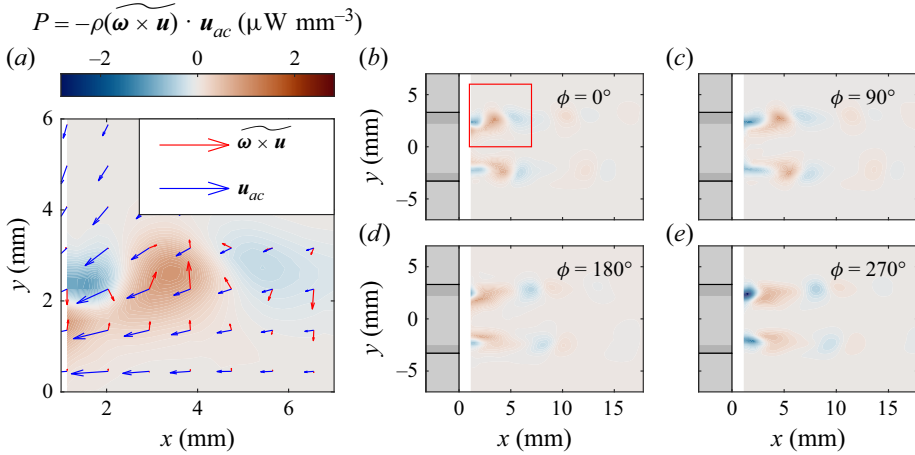 P = −ρ(ω × u) · u_ac (μW mm⁻³)
(a) −2 0 2
(b) ϕ = 0°
(c) ϕ = 90°
ω × u
u_ac
y (mm)
6
4
2
0
2 4 6
x (mm)
y (mm)
5
0
−5
(d) ϕ = 180°
(e) ϕ = 270°
y (mm)
5
0
−5
0 5 10 15
x (mm)
0 5 10 15
x (mm)